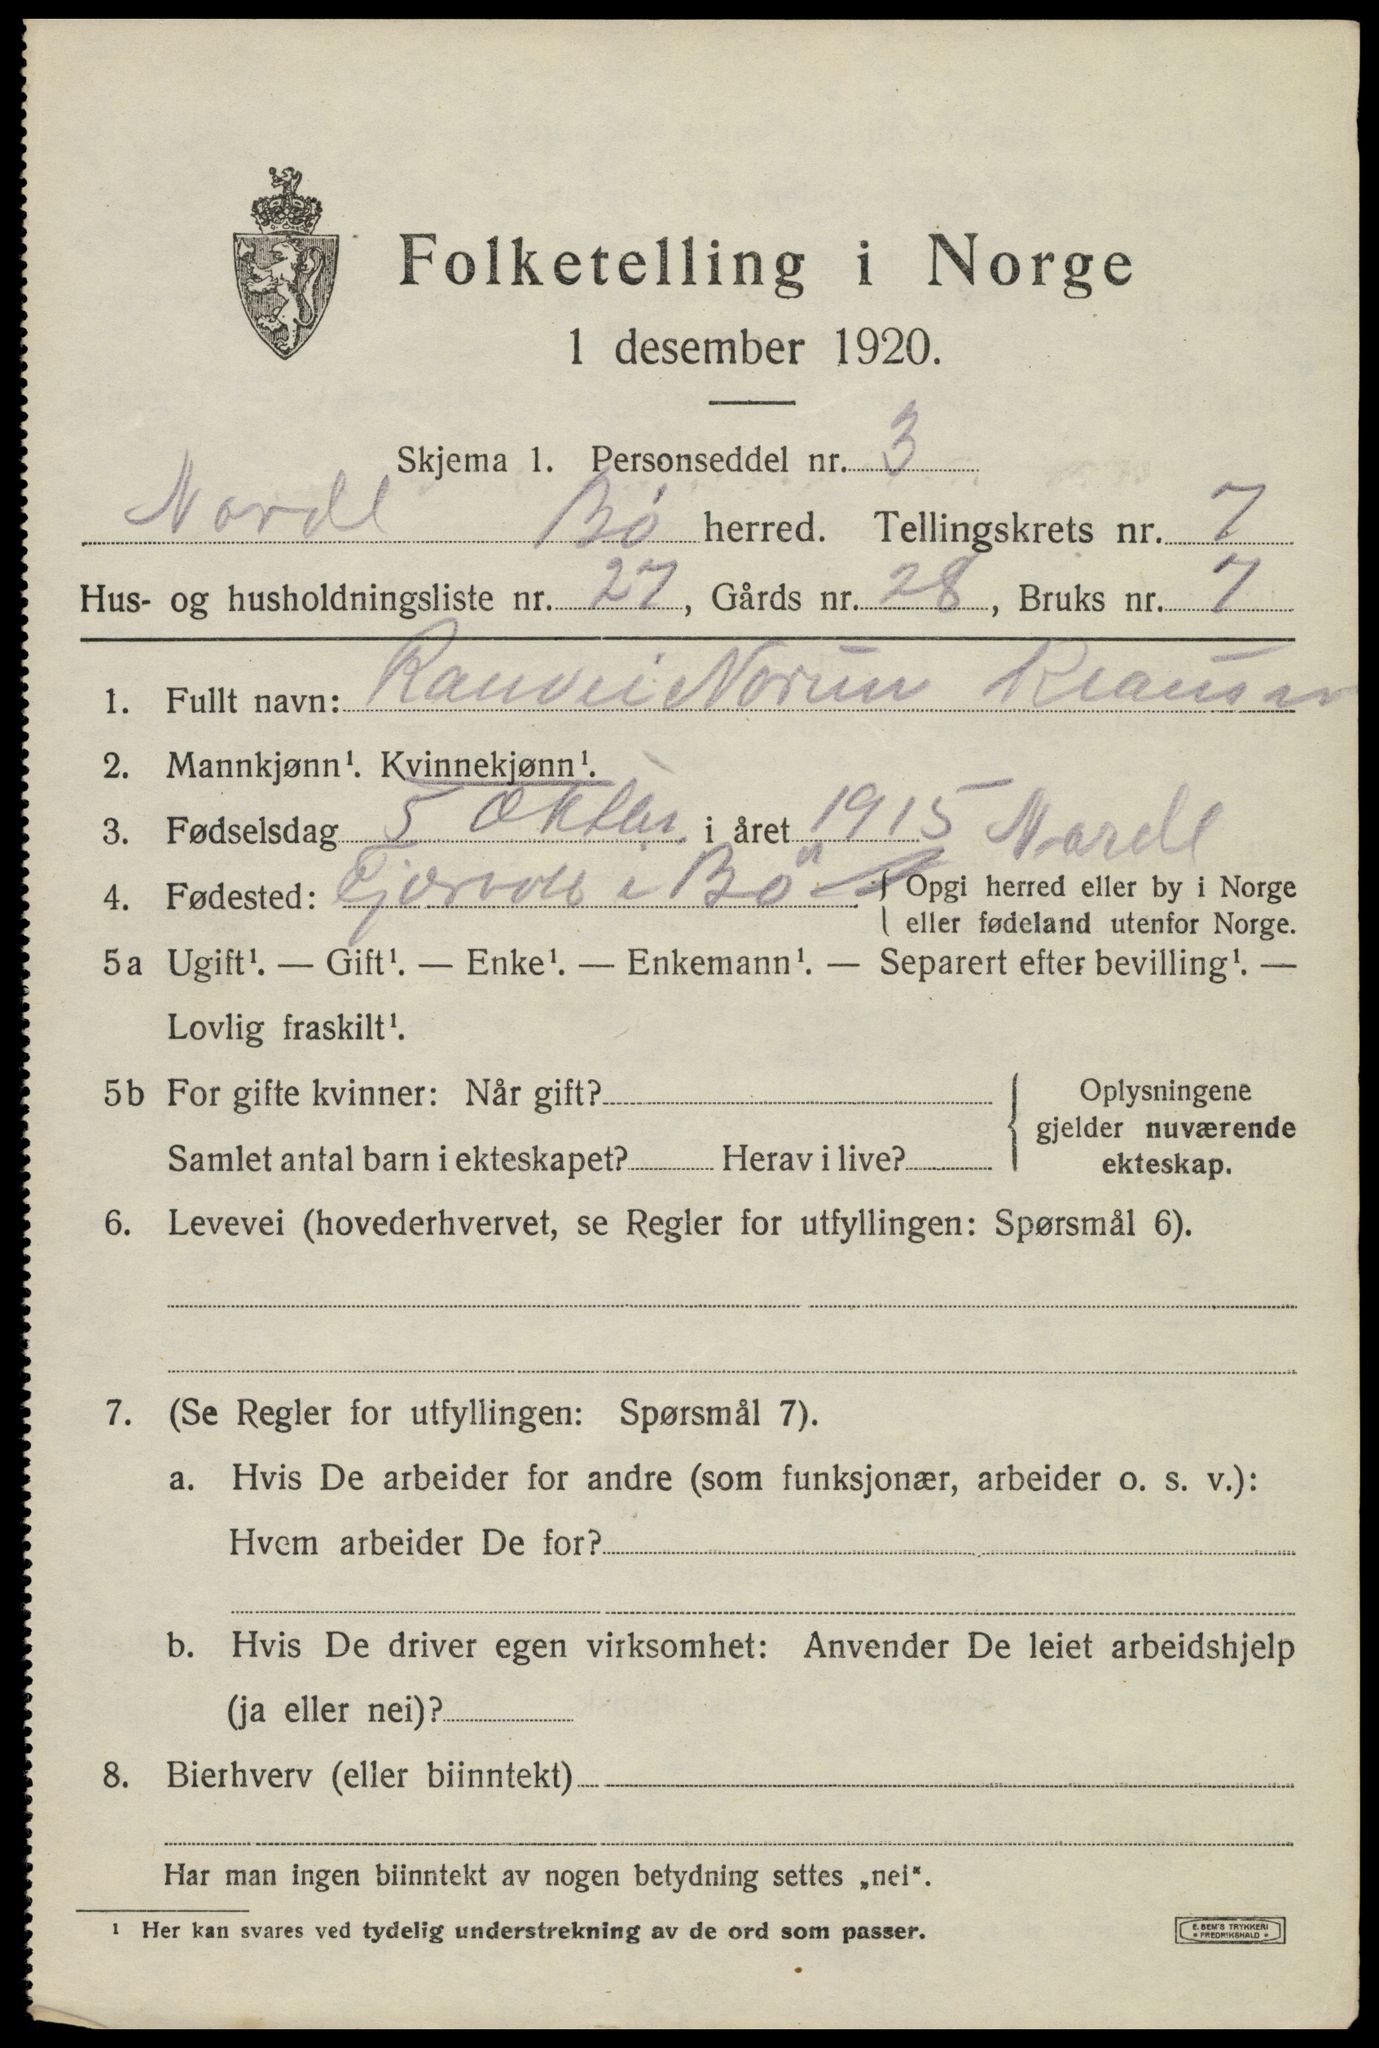 Folketelling i Norge
1 desember 1920.
Skjema 1. Personseddel nr. 3
Nordl Bø herred. Tellingskrets nr. 7
Hus- og husholdningsliste nr. 27, Gårds nr. 28, Bruks nr. 7
1. Fullt navn: Ranvei Norun
2. Mannkjønn¹. Kvinnekjønn¹.
3. Fødselsdag 5 i året 1915 Nordl
4. Fødested: i Bø { Opgi herred eller by i Norge
eller fødeland utenfor Norge.
5a Ugift¹. — Gift¹. — Enke¹. — Enkemann¹. — Separert efter bevilling¹. —
Lovlig fraskilt¹.
5b For gifte kvinner: Når gift? { Oplysningene
gjelder nuværende
Samlet antal barn i ekteskapet? Herav i live? ekteskap.
6. Levevei (hovederhvervet, se Regler for utfyllingen: Spørsmål 6).
7. (Se Regler for utfyllingen: Spørsmål 7).
a. Hvis De arbeider for andre (som funksjonær, arbeider o. s. v.):
Hvem arbeider De for?
b. Hvis De driver egen virksomhet: Anvender De leiet arbeidshjelp
(ja eller nei)?
8. Bierhverv (eller biinntekt)
Har man ingen biinntekt av nogen betydning settes „nei“.
¹ Her kan svares ved tydelig understrekning av de ord som passer.
E. SEM'S TRYKKERI
* FREDRIKSHALD *